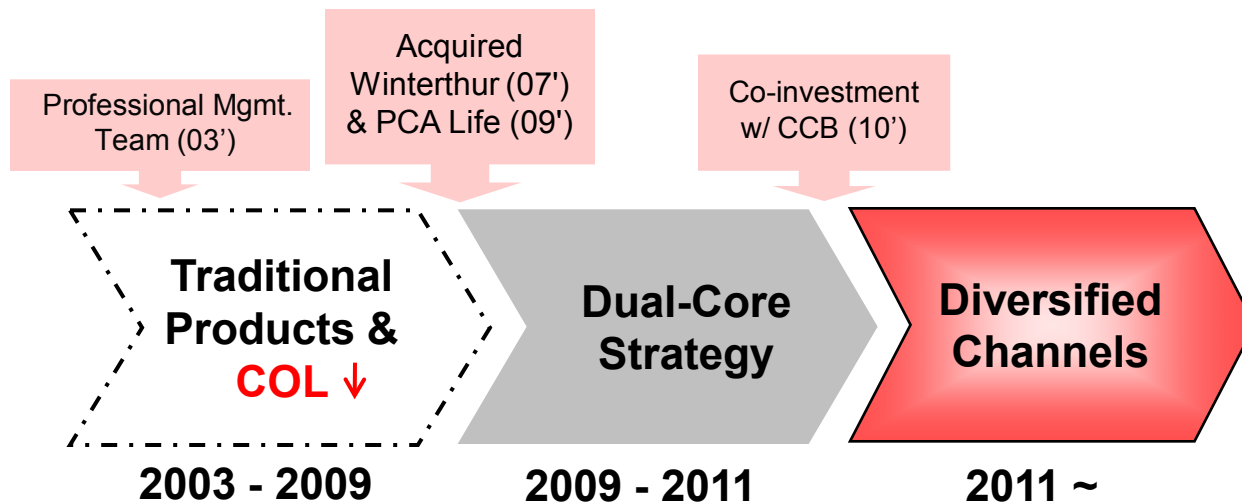 Professional Mgmt.
Team (03’)
Acquired
Winterthur (07')
& PCA Life (09')
Co-investment
w/ CCB (10’)
Traditional
Products &
COL ↓
Dual-Core
Strategy
Diversified
Channels
2003 - 2009
2009 - 2011
2011 ~